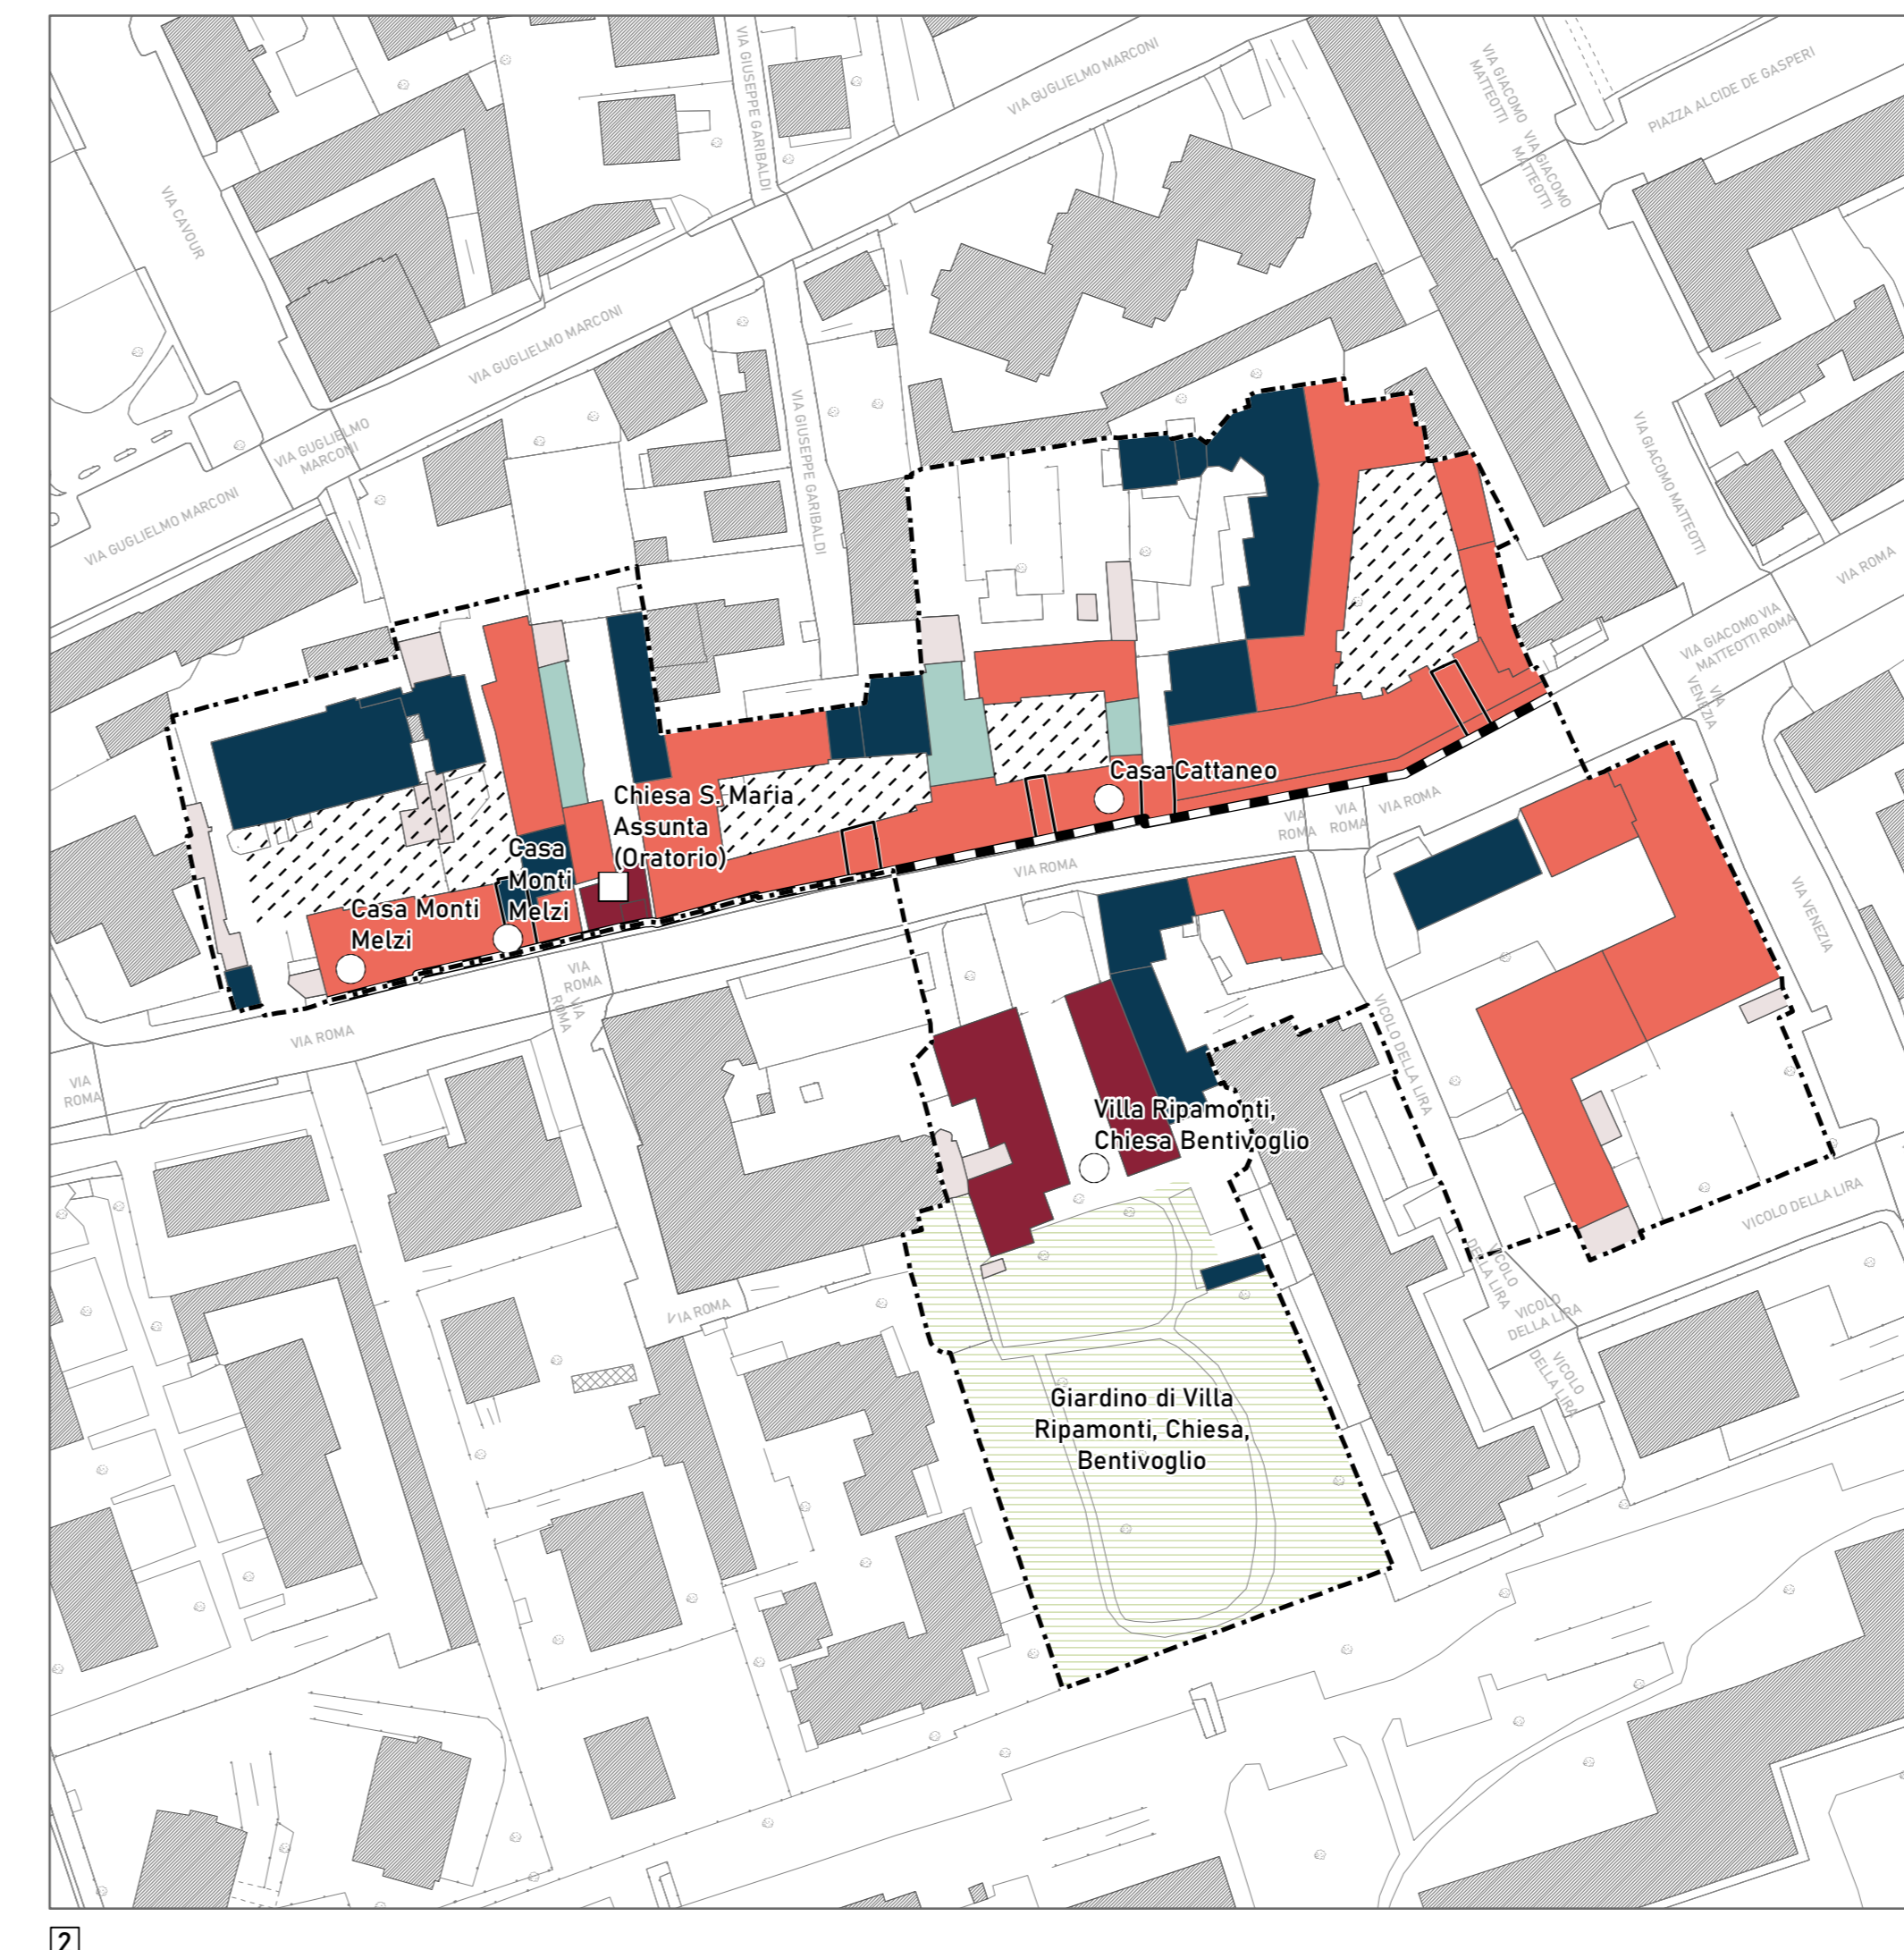 VIA GIUSEPPE GARIBALDI
VIA GUGLIELMO MARCONI
VIA GIACOMO
MATTEOTTI
VIA GIACOMO
MATTEOTTI
PIAZZA ALCIDE DE GASPERI
VIA CAVOUR
VIA GUGLIELMO MARCONI
VIA GIUSEPPE GARIBALDI
VIA GUGLIELMO
MARCONI
VIA GUGLIELMO MARCONI
VIA GIACOMO MATTEOTTI
VIA ROMA
VIA GIACOMO VIA
MATTEOTTI ROMA
VIA
VENEZIA
Casa Cattaneo
Chiesa S. Maria
Assunta
(Oratorio)
Casa
Monti
Melzi
Casa Monti
Melzi
VIA ROMA
VIA
ROMA
VIA
ROMA
VIA ROMA
VIA VENEZIA
VIA
ROMA
VIA
ROMA
VIA ROMA
VIA
ROMA
VICOLO DELLA LIRA
Villa Ripamonti,
Chiesa Bentivoglio
VICOLO DELLA LIRA
VICOLO
DELLA LIRA
VICOLO
DELLA LIRA
VICOLO
DELLA LIRA
VIA ROMA
Giardino di Villa
Ripamonti, Chiesa,
Bentivoglio
2